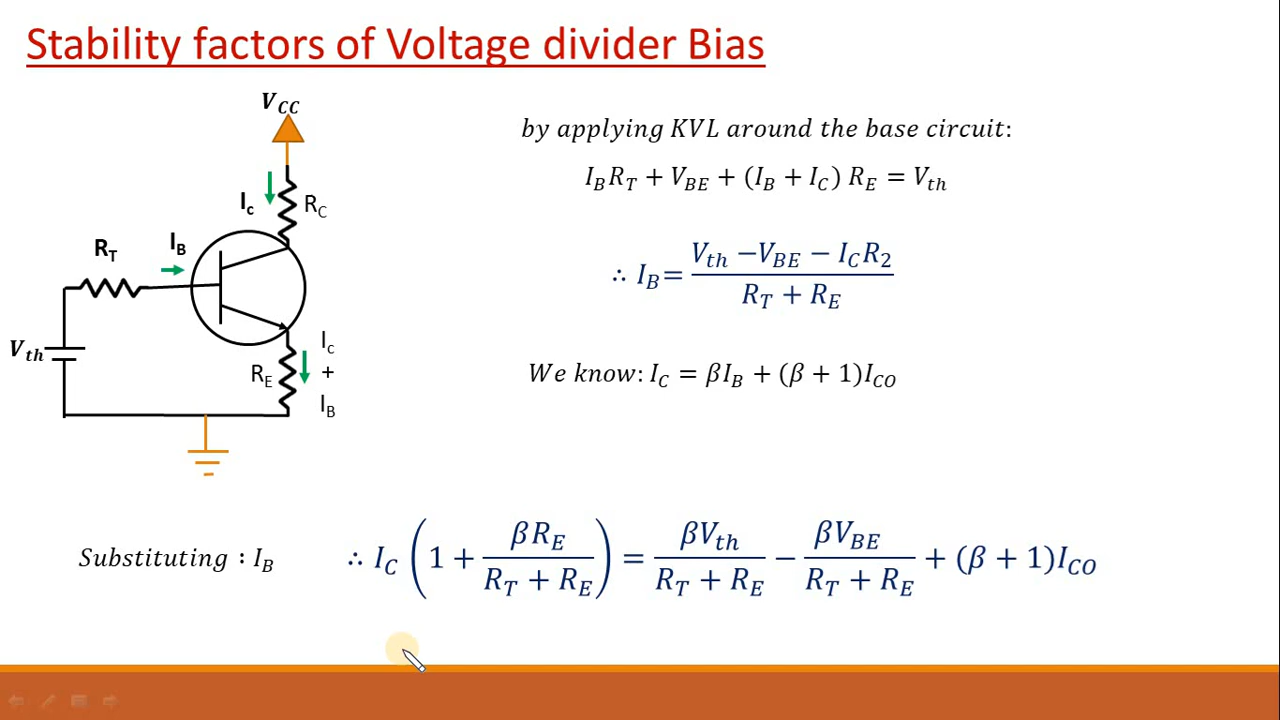 Stability factors of Voltage divider Bias
V_CC
I_c
R_C
R_T
I_B
V_th
R_E
I_c
+
I_B
by applying KVL around the base circuit:
I_B R_T + V_BE + (I_B + I_C) R_E = V_th
∴ I_B = (V_th − V_BE − I_C R_2) / (R_T + R_E)
We know: I_C = βI_B + (β + 1)I_CO
Substituting : I_B ∴ I_C (1 + βR_E / (R_T + R_E)) = βV_th / (R_T + R_E) − βV_BE / (R_T + R_E) + (β + 1)I_CO